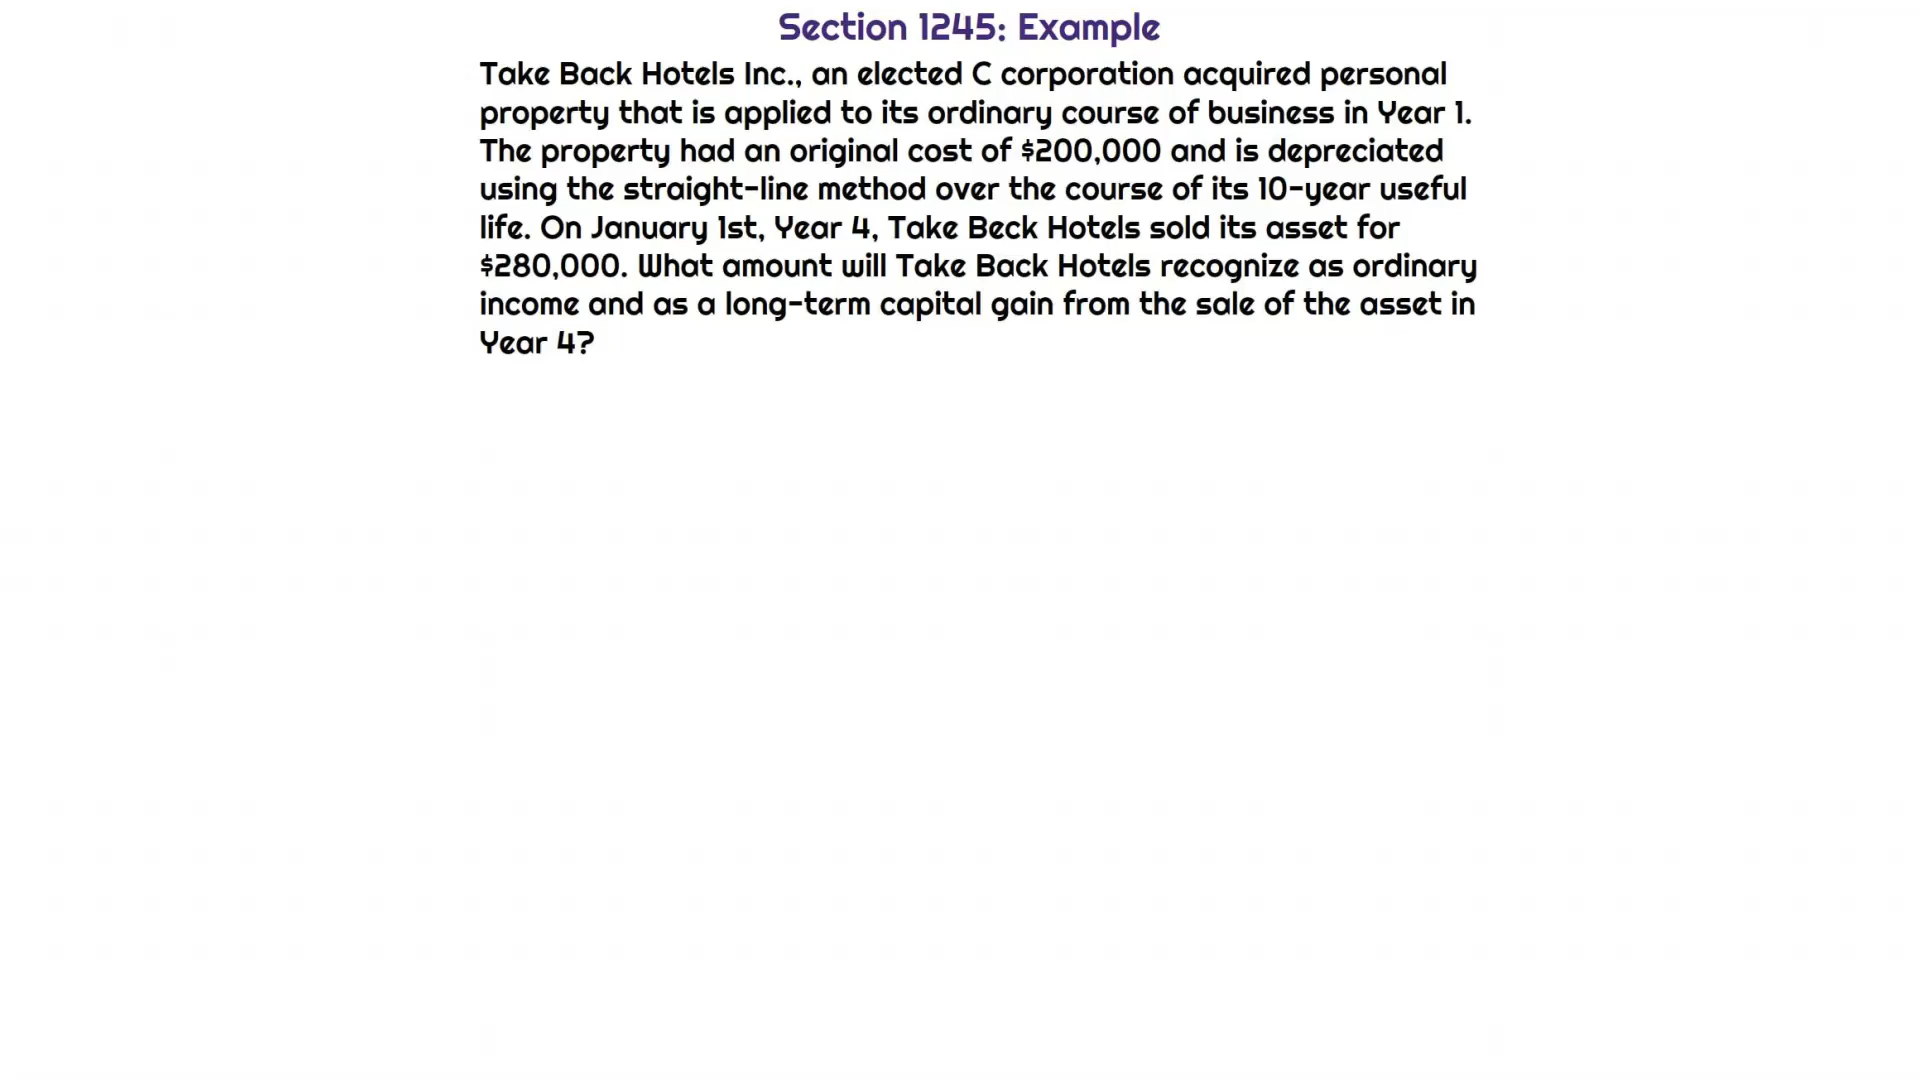 Section 1245: Example
Take Back Hotels Inc., an elected C corporation acquired personal
property that is applied to its ordinary course of business in Year 1.
The property had an original cost of $200,000 and is depreciated
using the straight-line method over the course of its 10-year useful
life. On January 1st, Year 4, Take Beck Hotels sold its asset for
$280,000. What amount will Take Back Hotels recognize as ordinary
income and as a long-term capital gain from the sale of the asset in
Year 4?